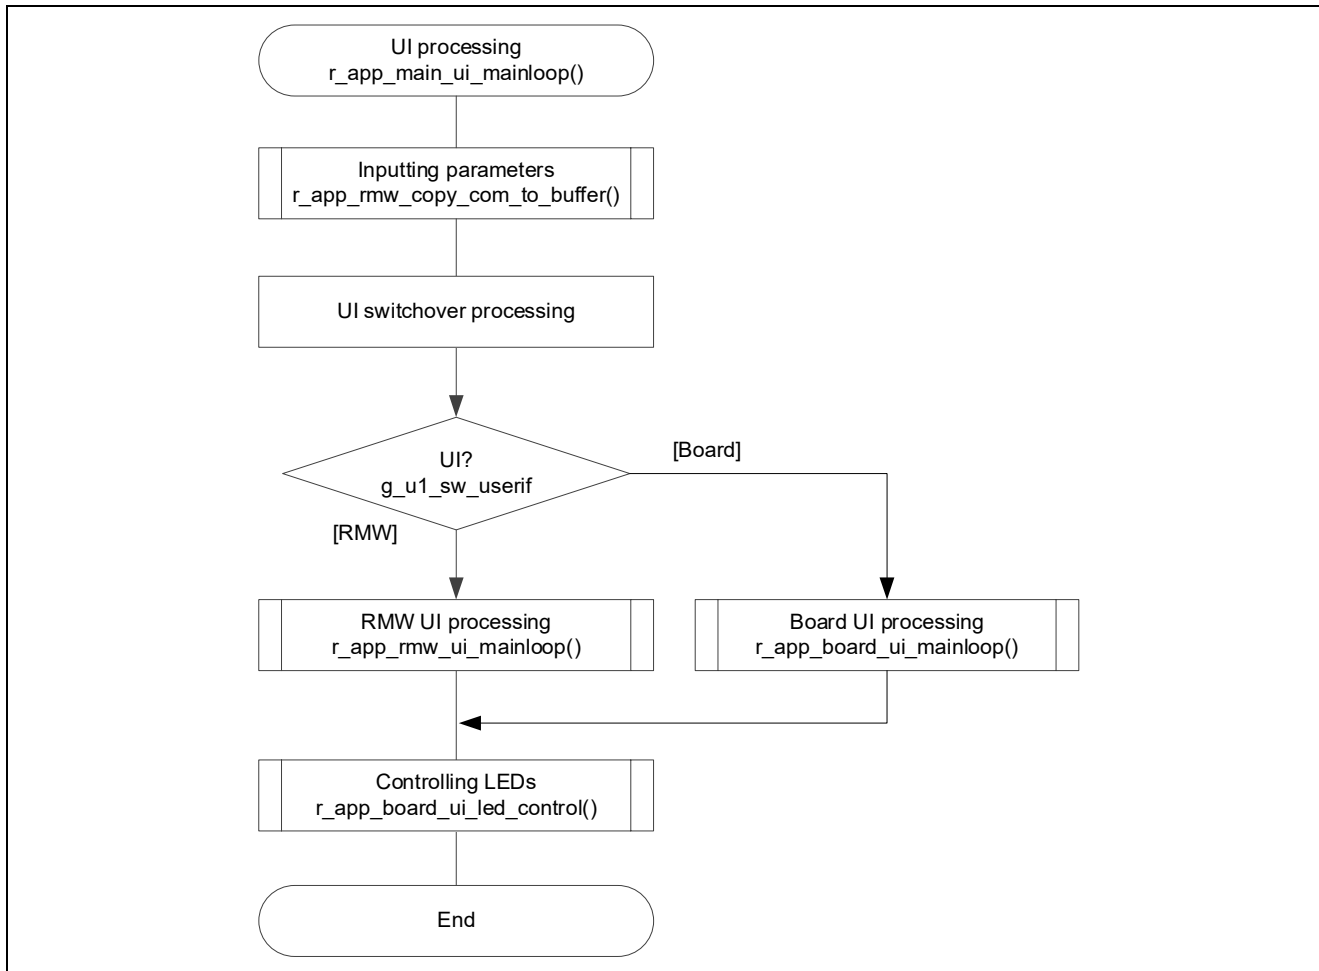 UI processing
r_app_main_ui_mainloop()
Inputting parameters
r_app_rmw_copy_com_to_buffer()
UI switchover processing
UI?
g_u1_sw_userif
[Board]
[RMW]
RMW UI processing
r_app_rmw_ui_mainloop()
Board UI processing
r_app_board_ui_mainloop()
Controlling LEDs
r_app_board_ui_led_control()
End